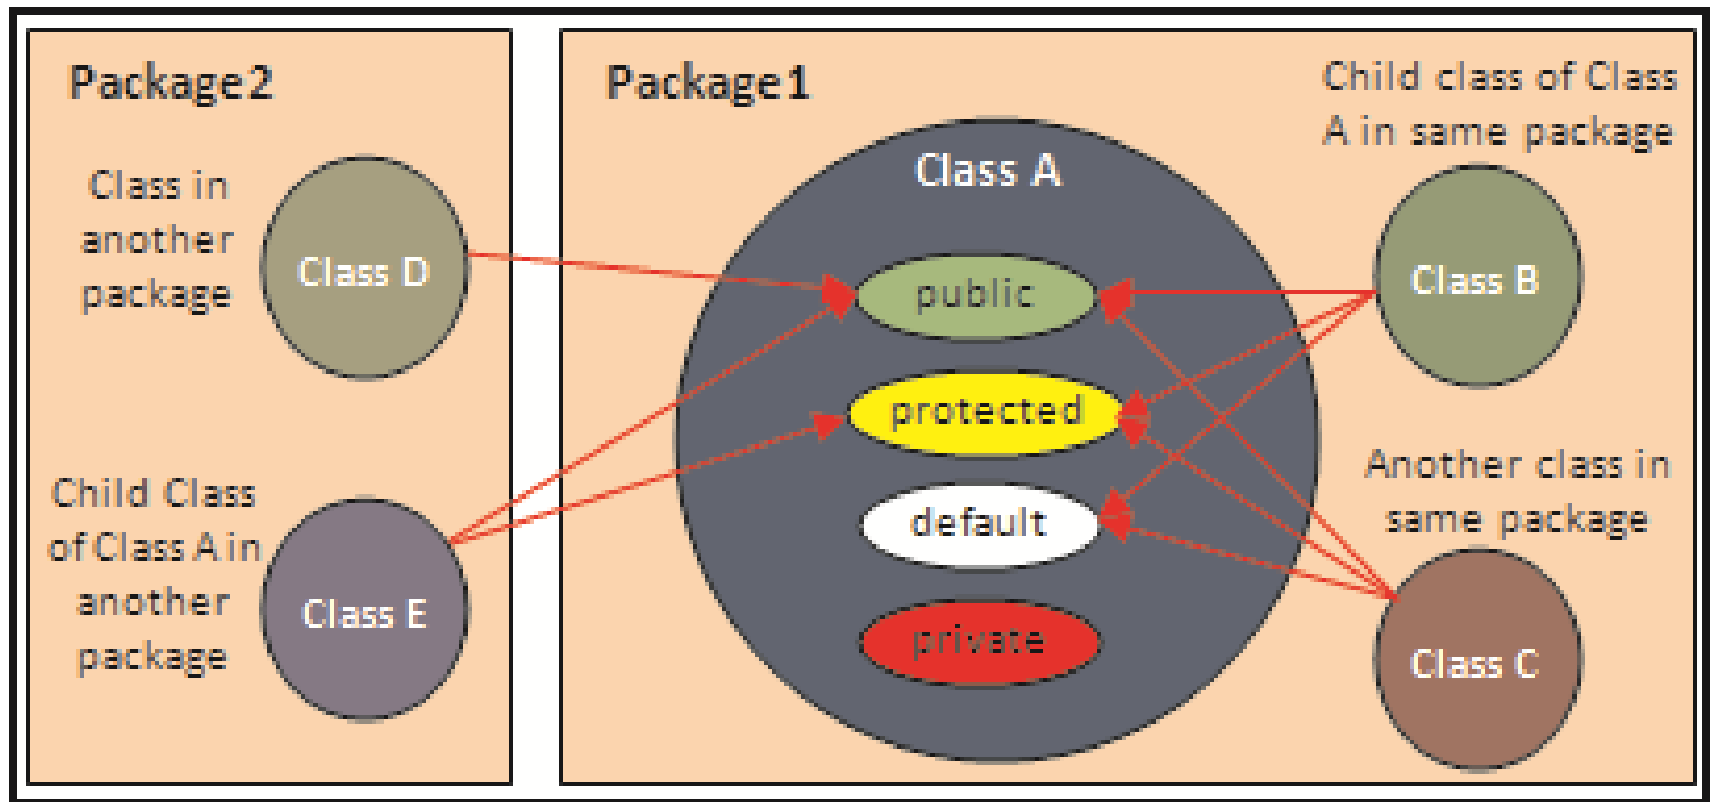 Package2
Class in
another
package
Class D
Child Class
of Class A in
another
package
Class E
Package1
Class A
public
protected
default
private
Child class of Class
A in same package
Class B
Another class in
same package
Class C